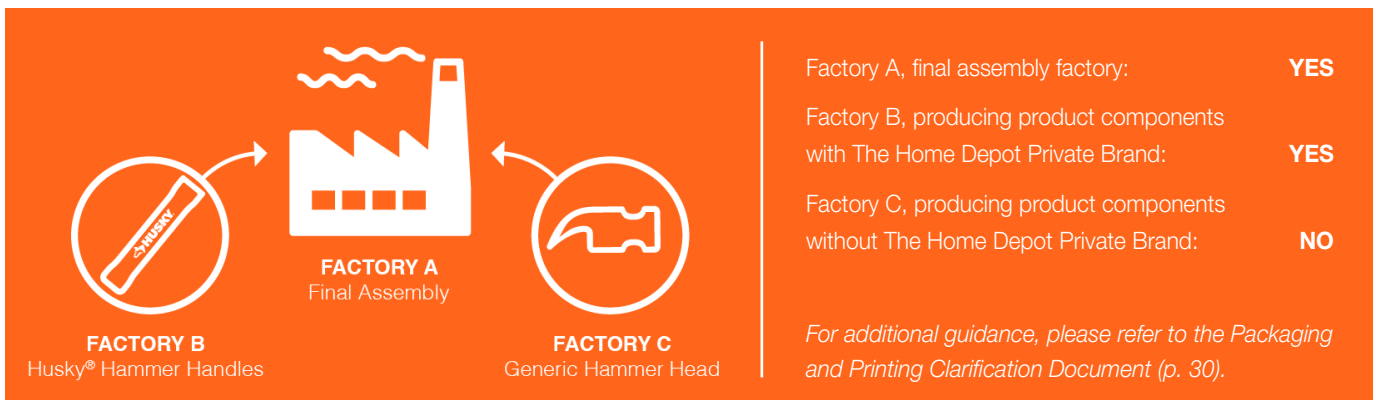 HUSKY
FACTORY A
Final Assembly
FACTORY B
Husky® Hammer Handles
FACTORY C
Generic Hammer Head
Factory A, final assembly factory: YES
Factory B, producing product components
with The Home Depot Private Brand: YES
Factory C, producing product components
without The Home Depot Private Brand: NO
For additional guidance, please refer to the Packaging
and Printing Clarification Document (p. 30).